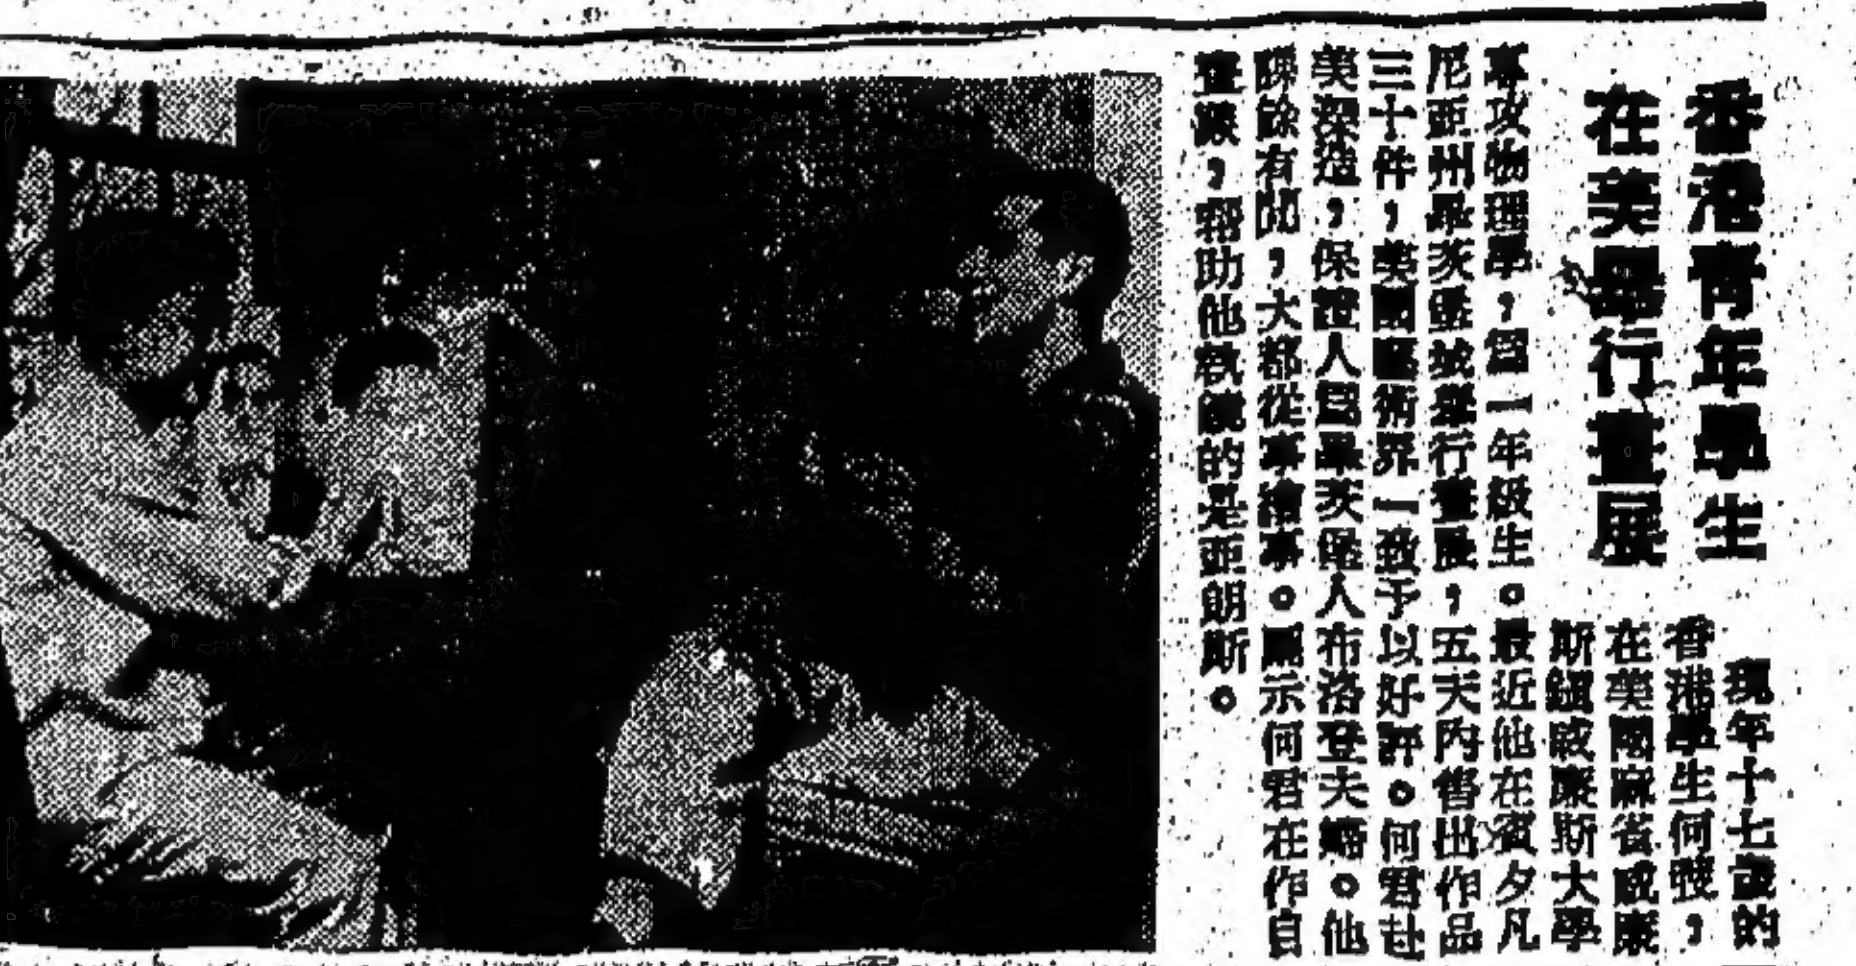 香港青年學生
在美舉行畫展
現年十七歲的
香港學生何
在美國麻省威廉
斯鎮威廉斯大學
專攻物理學,為一年級生。最近他在賓夕凡
尼亞州畢茨堡城舉行畫展,五天內售出作品
三十件,美國藝術界一致予以好評。何君赴
美深造,保證人為畢茨堡人布洛登夫婦。他
課餘有閒,大都從事繪事。圖示何君在作自
畫像,幫助他執鏡的是亞朗斯。